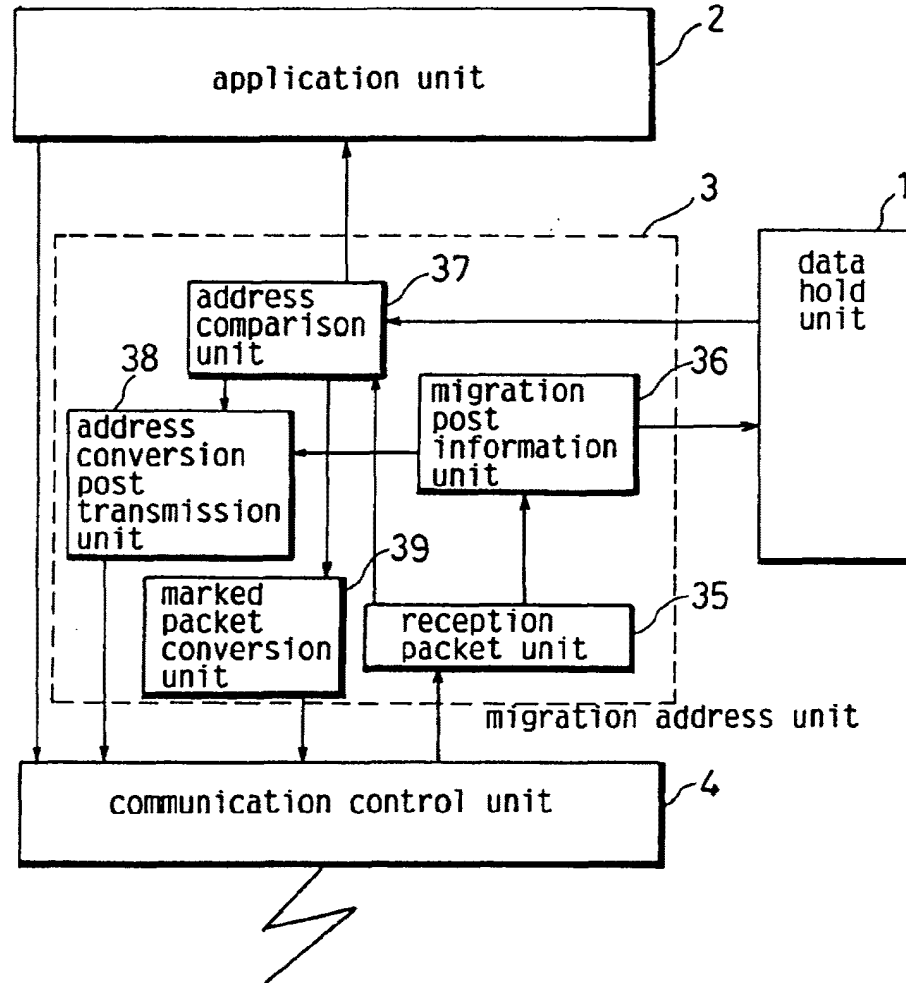 2
application unit
3
1
data
hold
unit
37
address
comparison
unit
36
migration
post
information
unit
38
address
conversion
post
transmission
unit
39
marked
packet
conversion
unit
35
reception
packet unit
migration address unit
4
communication control unit